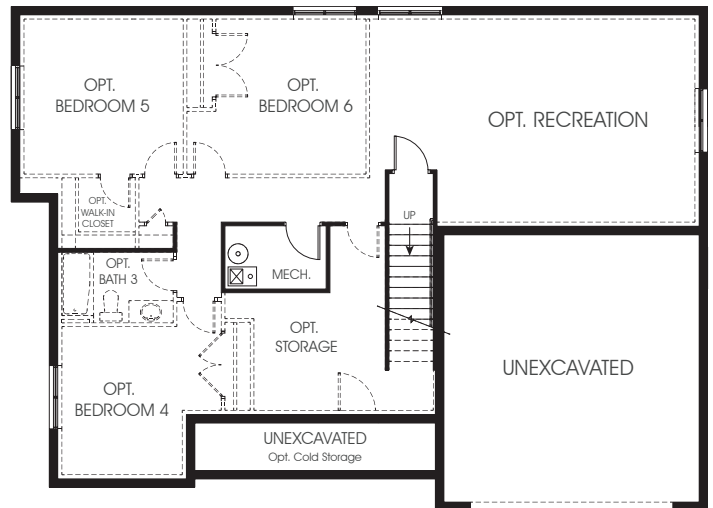 OPT.
BEDROOM 5
OPT.
BEDROOM 6
OPT. RECREATION
OPT.
WALK-IN
CLOSET
UP
OPT.
BATH 3
MECH.
OPT.
STORAGE
UNEXCAVATED
OPT.
BEDROOM 4
UNEXCAVATED
Opt. Cold Storage